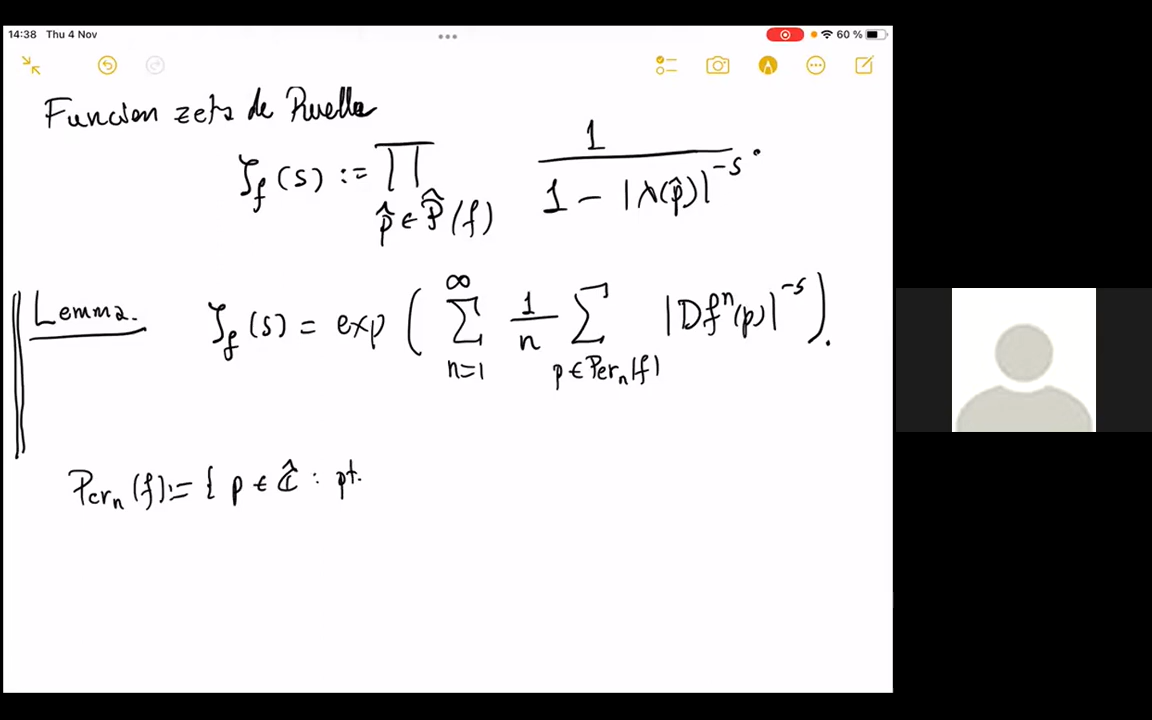 14:38 Thu 4 Nov
60 %
Funcion zeta de Ruelle
ζ_f(s) := ∏_{p̂ ∈ P̂(f)} 1 / (1 - |λ(p̂)|^{-s}) .
Lemma. ζ_f(s) = exp ( ∑_{n=1}^{∞} 1/n ∑_{p ∈ Per_n(f)} |Df^n(p)|^{-s} ) .
Per_n(f) := { p ∈ Ĉ : pt.